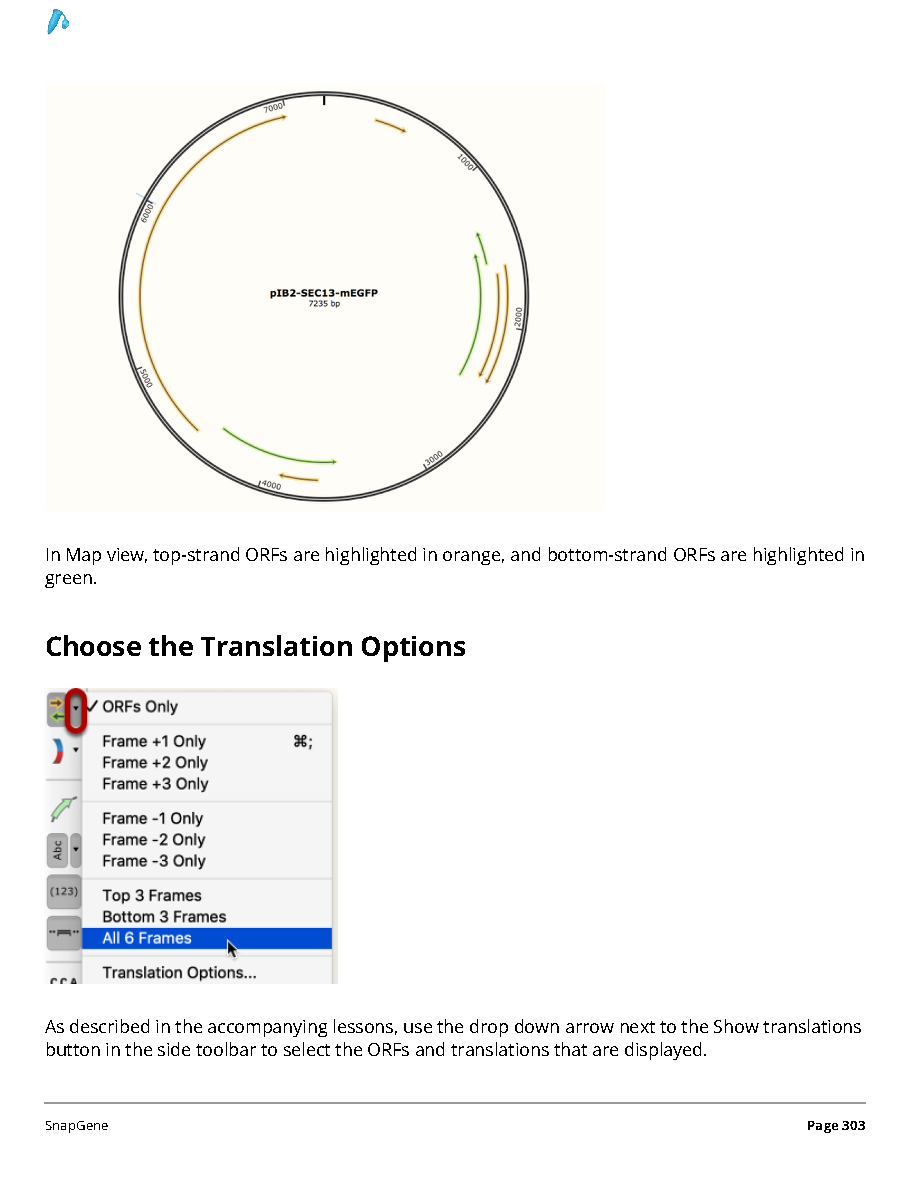 7000
1000
6000
pIB2-SEC13-mEGFP
7235 bp
2000
5000
3000
4000
In Map view, top-strand ORFs are highlighted in orange, and bottom-strand ORFs are highlighted in
green.
Choose the Translation Options
✓ ORFs Only
Frame +1 Only ⌘;
Frame +2 Only
Frame +3 Only
Frame -1 Only
Abc
Frame -2 Only
Frame -3 Only
(123)
Top 3 Frames
Bottom 3 Frames
All 6 Frames
Translation Options...
As described in the accompanying lessons, use the drop down arrow next to the Show translations
button in the side toolbar to select the ORFs and translations that are displayed.
SnapGene Page 303